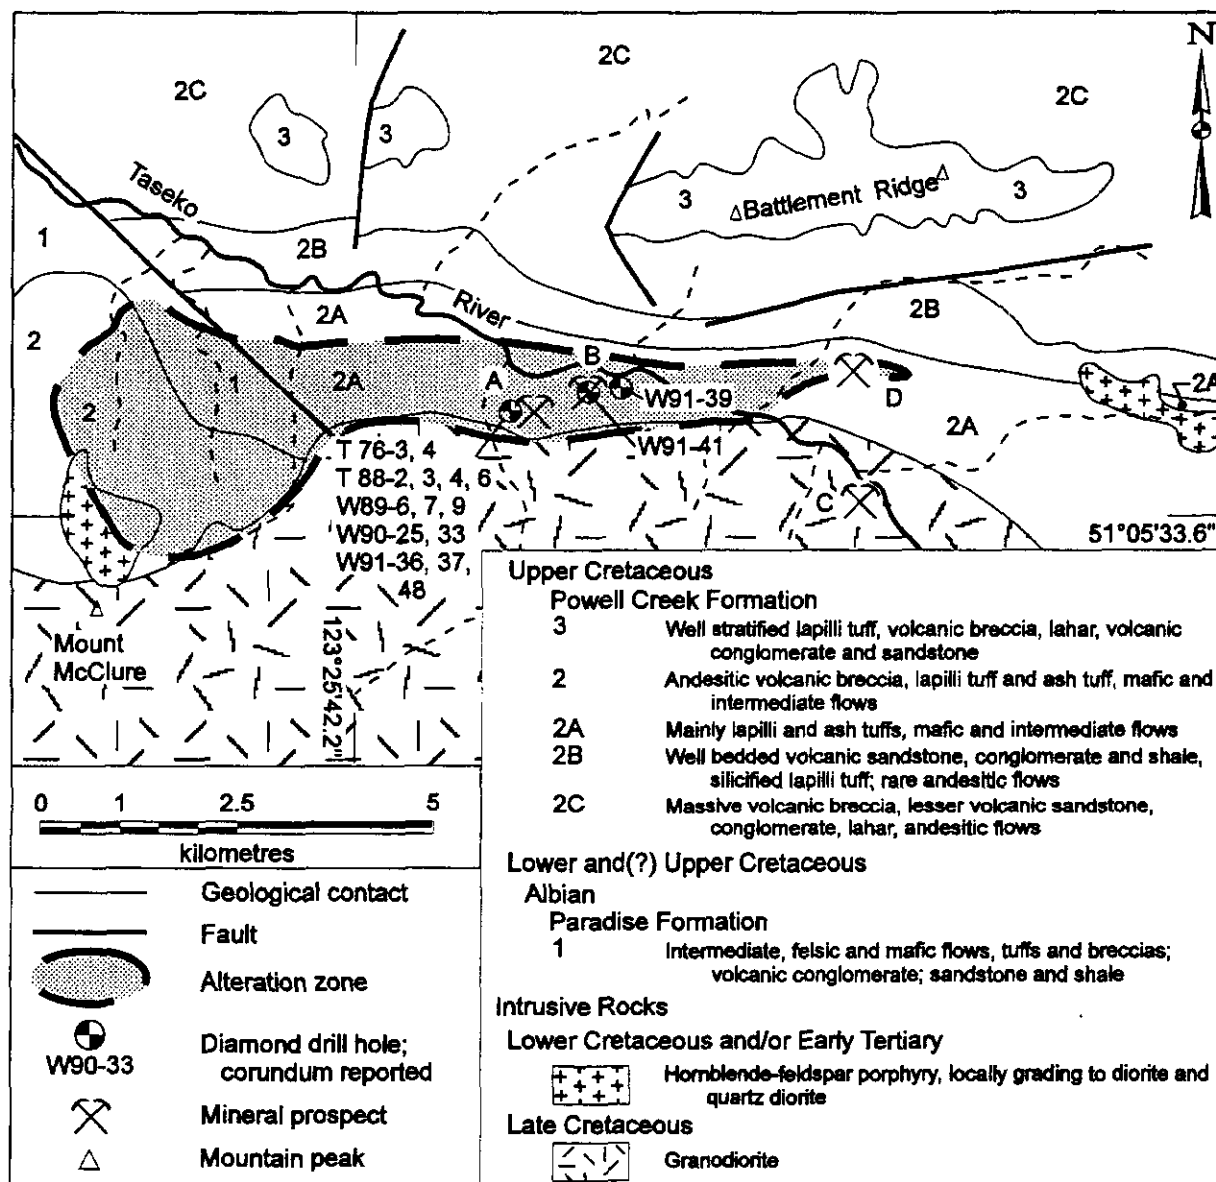 N
2C
2C
2C
3
3
3
3
Battlement Ridge
Taseko
River
1
2B
2B
2
2A
2A
2A
2A
1
2
A
B
C
D
W91-39
W91-41
T 76-3, 4
T 88-2, 3, 4, 6
W89-6, 7, 9
W90-25, 33
W91-36, 37,
48
Mount
McClure
123°25'42.2"
51°05'33.6"
0 1 2.5 5
kilometres
Geological contact
Fault
Alteration zone
W90-33
Diamond drill hole;
corundum reported
Mineral prospect
Mountain peak
Upper Cretaceous
Powell Creek Formation
3 Well stratified lapilli tuff, volcanic breccia, lahar, volcanic
conglomerate and sandstone
2 Andesitic volcanic breccia, lapilli tuff and ash tuff, mafic and
intermediate flows
2A Mainly lapilli and ash tuffs, mafic and intermediate flows
2B Well bedded volcanic sandstone, conglomerate and shale,
silicified lapilli tuff; rare andesitic flows
2C Massive volcanic breccia, lesser volcanic sandstone,
conglomerate, lahar, andesitic flows
Lower and(?) Upper Cretaceous
Albian
Paradise Formation
1 Intermediate, felsic and mafic flows, tuffs and breccias;
volcanic conglomerate; sandstone and shale
Intrusive Rocks
Lower Cretaceous and/or Early Tertiary
Hornblende-feldspar porphyry, locally grading to diorite and
quartz diorite
Late Cretaceous
Granodiorite